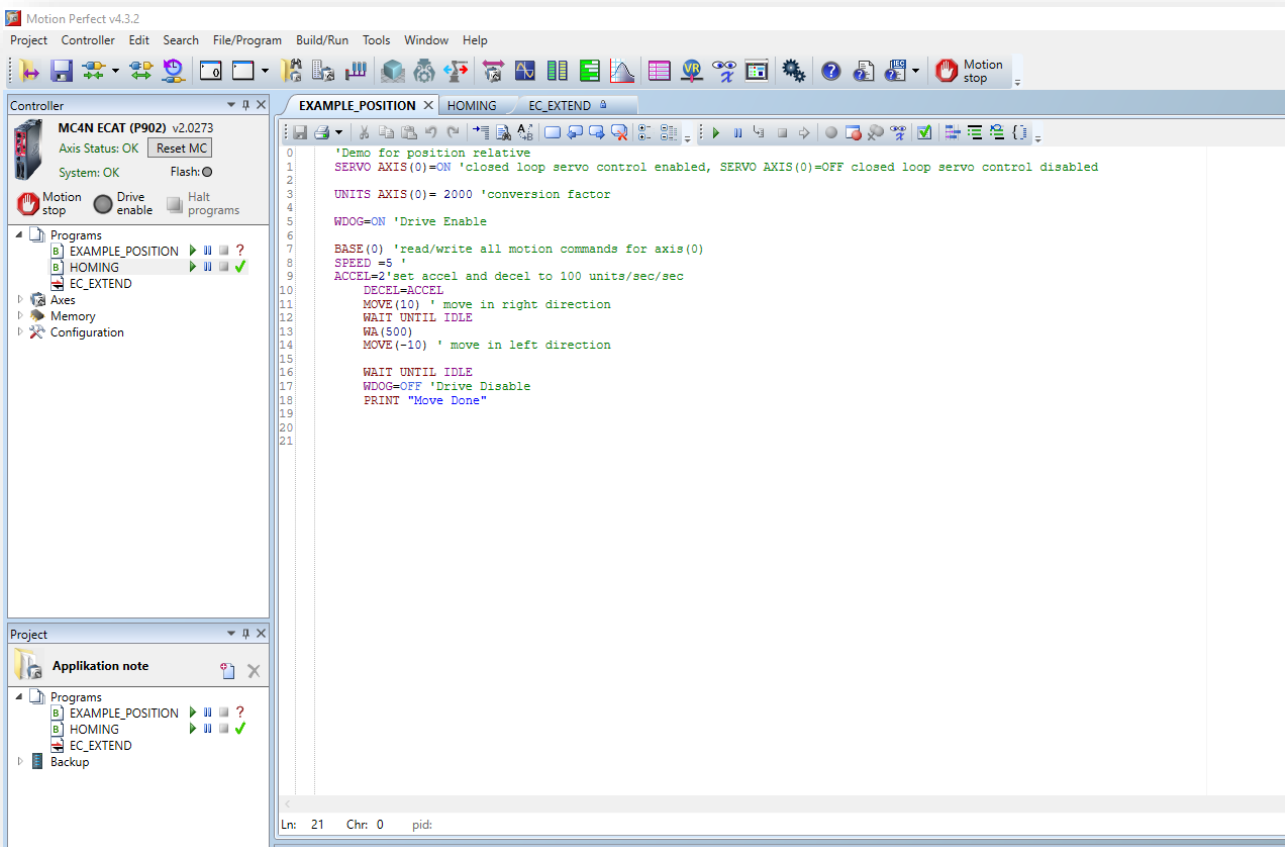 Motion Perfect v4.3.2
Project Controller Edit Search File/Program Build/Run Tools Window Help
Motion
stop
Controller
EXAMPLE_POSITION HOMING EC_EXTEND
MC4N ECAT (P902) v2.0273
Axis Status: OK Reset MC
System: OK Flash:
Motion
stop
Drive
enable
Halt
programs
Programs
EXAMPLE_POSITION ?
HOMING
EC_EXTEND
Axes
Memory
Configuration
0 'Demo for position relative
1 SERVO AXIS(0)=ON 'closed loop servo control enabled, SERVO AXIS(0)=OFF closed loop servo control disabled
2
3 UNITS AXIS(0)= 2000 'conversion factor
4
5 WDOG=ON 'Drive Enable
6
7 BASE(0) 'read/write all motion commands for axis(0)
8 SPEED =5 '
9 ACCEL=2'set accel and decel to 100 units/sec/sec
10 DECEL=ACCEL
11 MOVE(10) ' move in right direction
12 WAIT UNTIL IDLE
13 WA(500)
14 MOVE(-10) ' move in left direction
15
16 WAIT UNTIL IDLE
17 WDOG=OFF 'Drive Disable
18 PRINT "Move Done"
19
20
21
Project
Applikation note
Programs
EXAMPLE_POSITION ?
HOMING
EC_EXTEND
Backup
Ln: 21 Chr: 0 pid: